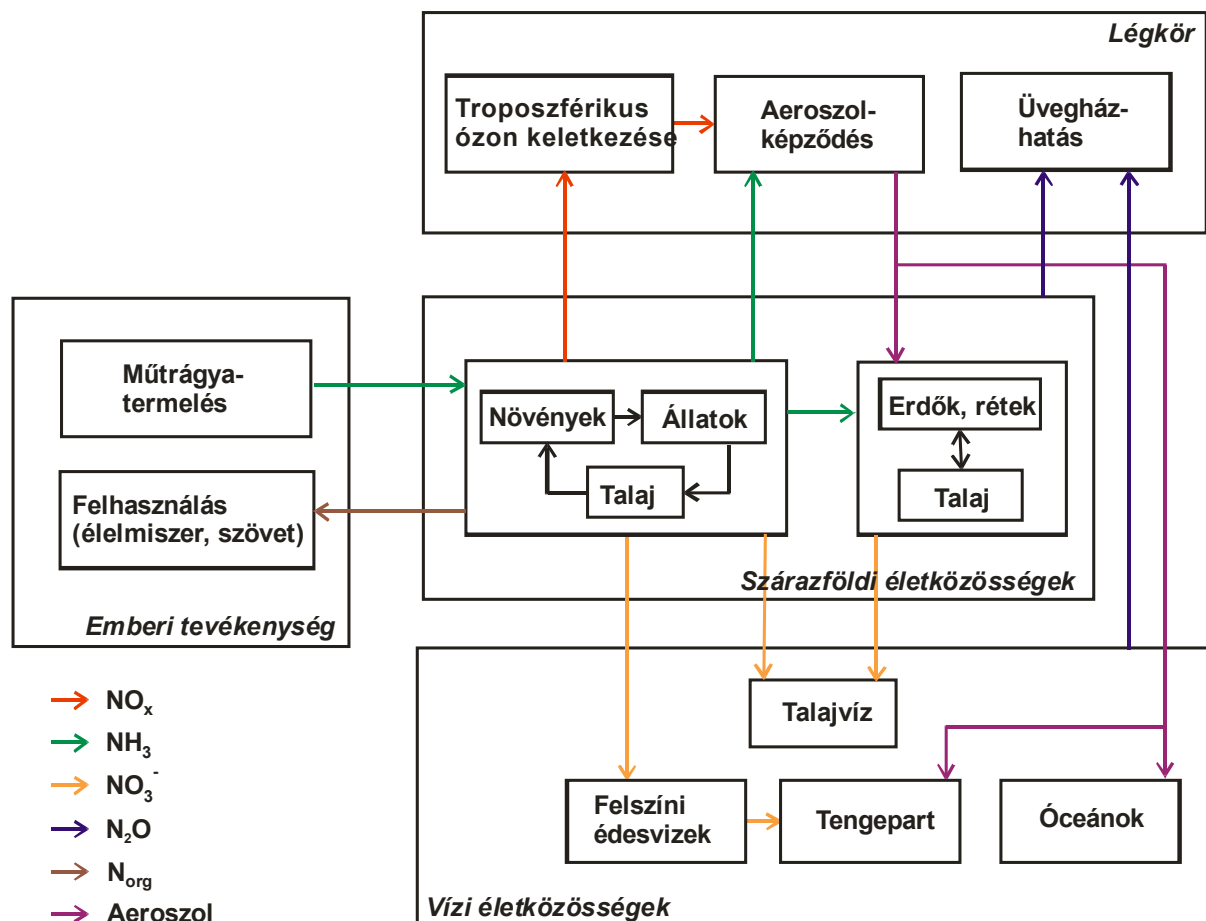 Légkör
Troposzférikus
ózon keletkezése
Aeroszol-
képződés
Üvegház-
hatás
Műtrágya-
termelés
Felhasználás
(élelmiszer, szövet)
Emberi tevékenység
Növények
Állatok
Talaj
Erdők, rétek
Talaj
Szárazföldi életközösségek
Talajvíz
Felszíni
édesvizek
Tengepart
Óceánok
Vízi életközösségek
NOx
NH3
NO3-
N2O
Norg
Aeroszol